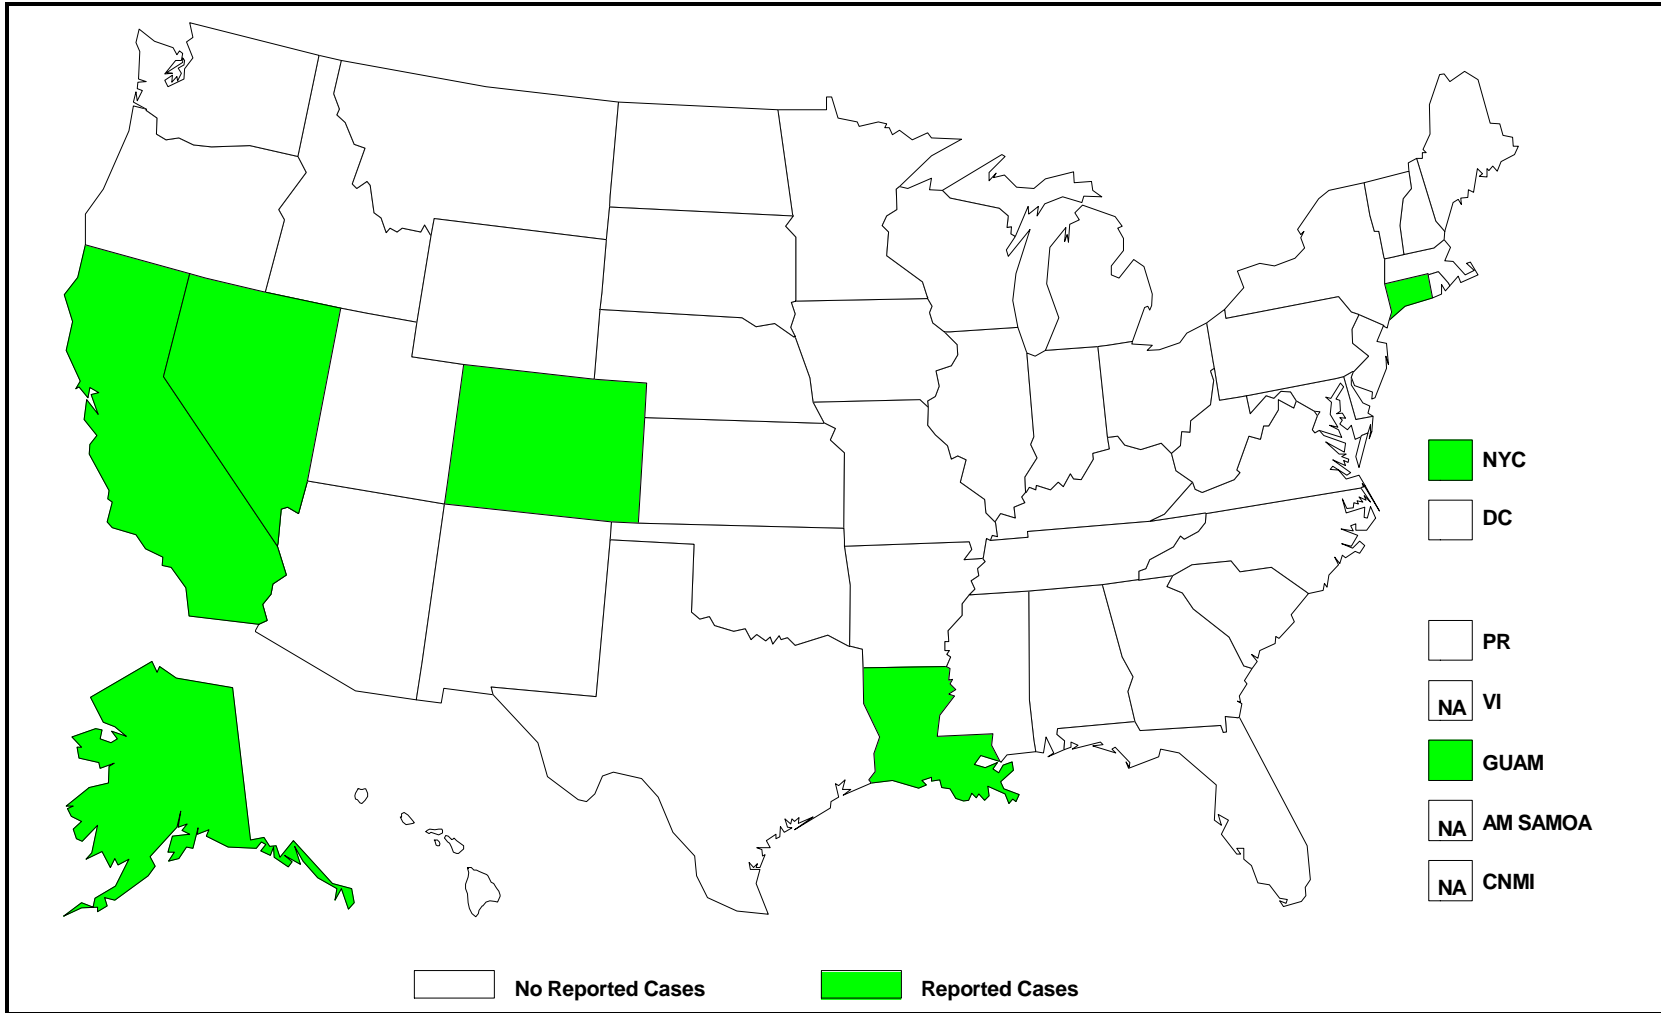 NYC
DC
PR
NA VI
GUAM
NA AM SAMOA
NA CNMI
No Reported Cases
Reported Cases